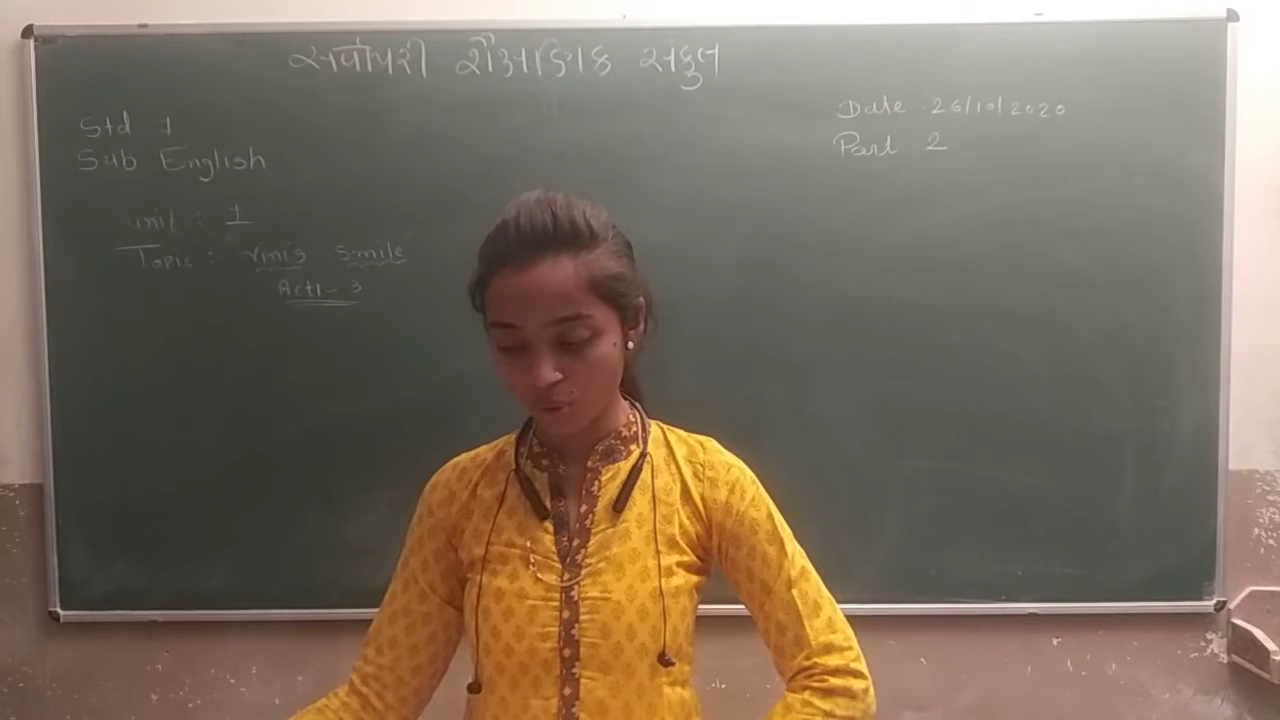 સર્વોપરી શૈક્ષણિક સંકુલ
Std 1
Sub English
Date . 26/10/2020
Part 2
unit : 1
Topic : vinis smile
Acti - 3